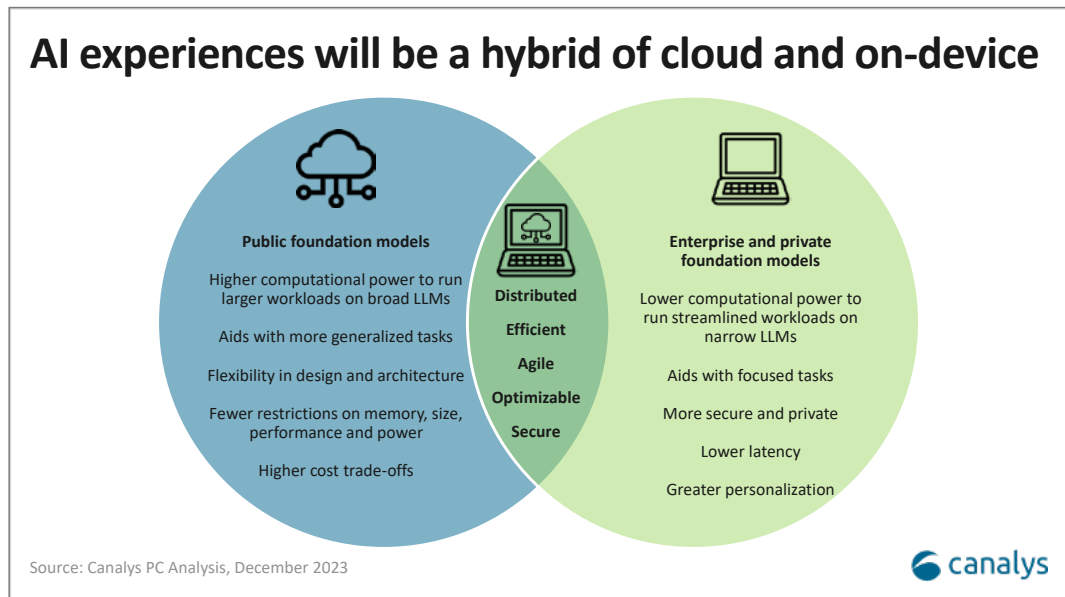 AI experiences will be a hybrid of cloud and on-device
Public foundation models
Higher computational power to run
larger workloads on broad LLMs
Aids with more generalized tasks
Flexibility in design and architecture
Fewer restrictions on memory, size,
performance and power
Higher cost trade-offs
Distributed
Efficient
Agile
Optimizable
Secure
Enterprise and private
foundation models
Lower computational power to
run streamlined workloads on
narrow LLMs
Aids with focused tasks
More secure and private
Lower latency
Greater personalization
Source: Canalys PC Analysis, December 2023
canalys